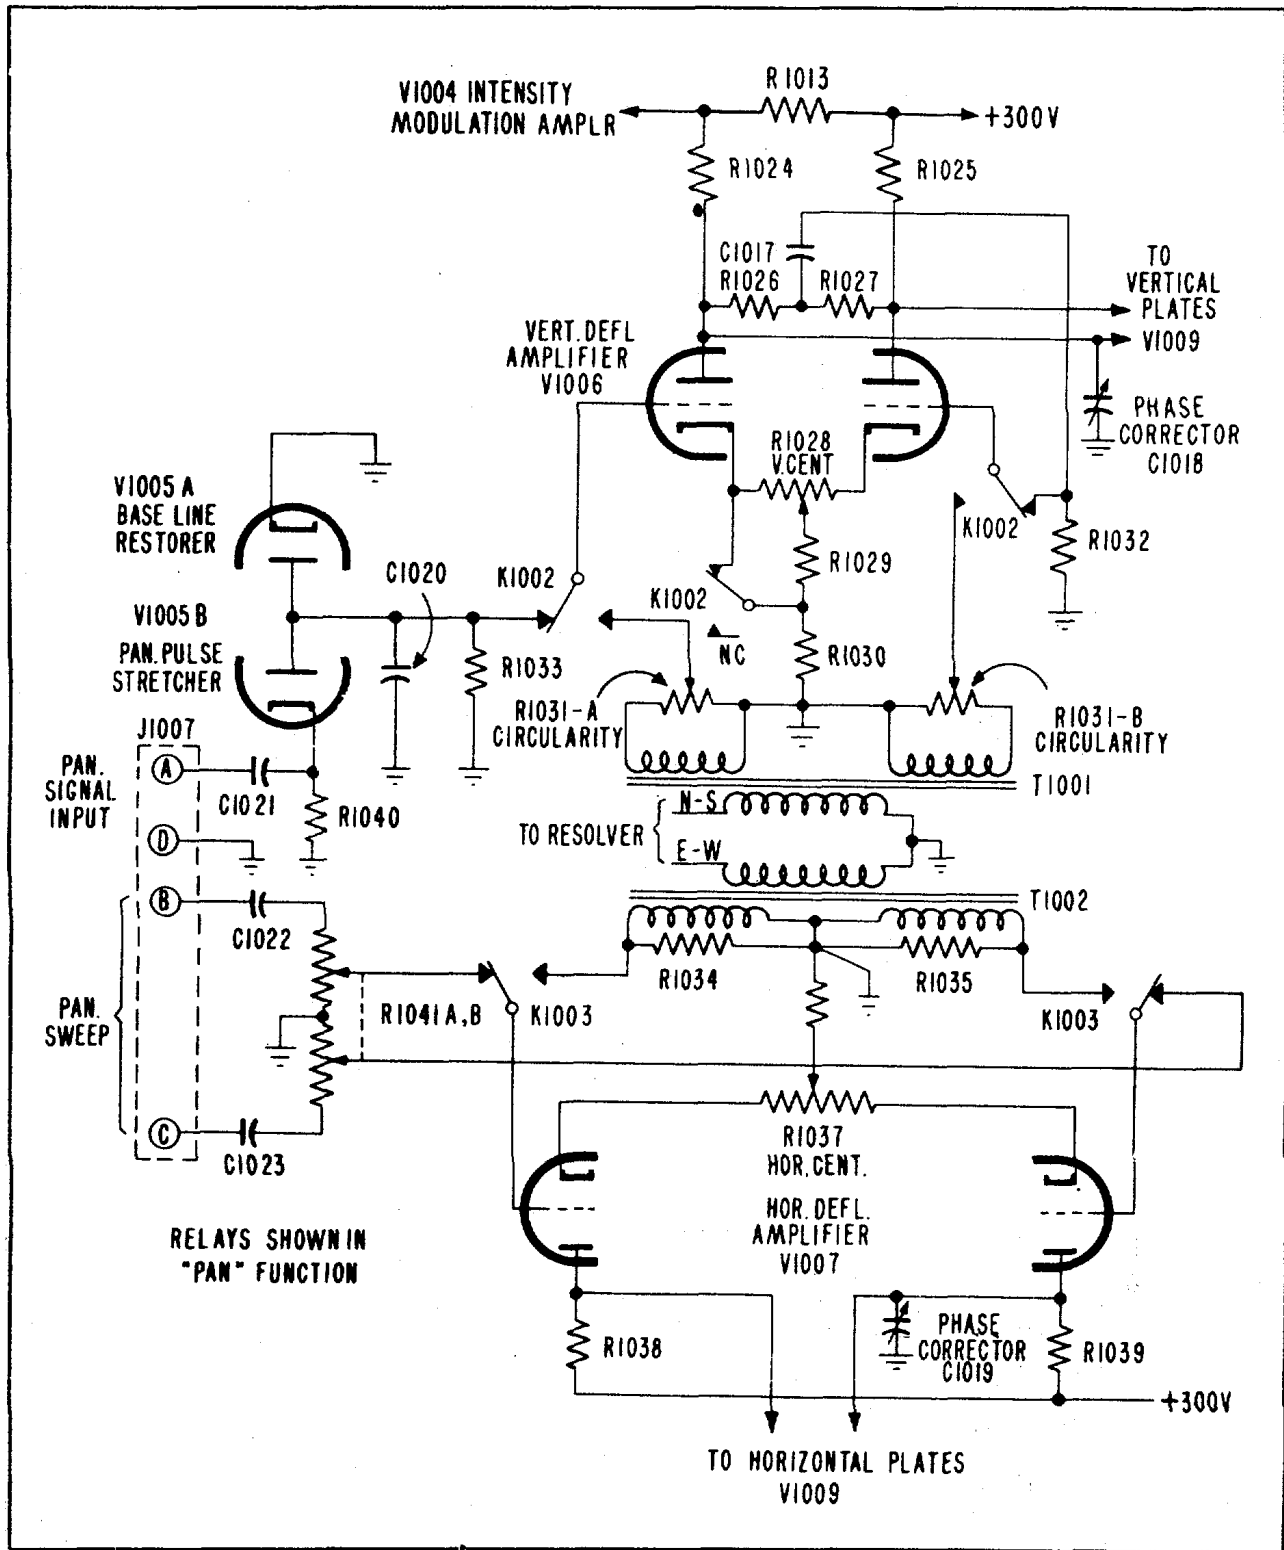 R1013
V1004 INTENSITY
MODULATION AMPLR
+300V
R1024
R1025
C1017
R1026
R1027
TO
VERTICAL
PLATES
V1009
VERT. DEFL
AMPLIFIER
V1006
PHASE
CORRECTOR
C1018
R1028
V.CENT
V1005 A
BASE LINE
RESTORER
K1002
R1032
C1020
K1002
R1029
K1002
V1005 B
PAN. PULSE
STRETCHER
R1033
NC
R1030
R1031-A
CIRCULARITY
R1031-B
CIRCULARITY
J1007
PAN.
SIGNAL
INPUT
A
C1021
R1040
T1001
N-S
TO RESOLVER
E-W
D
B
C1022
T1002
R1034
R1035
PAN.
SWEEP
R1041A,B
K1003
K1003
C
C1023
R1037
HOR. CENT.
HOR. DEFL.
AMPLIFIER
V1007
RELAYS SHOWN IN
"PAN" FUNCTION
R1038
PHASE
CORRECTOR
C1019
R1039
+300V
TO HORIZONTAL PLATES
V1009